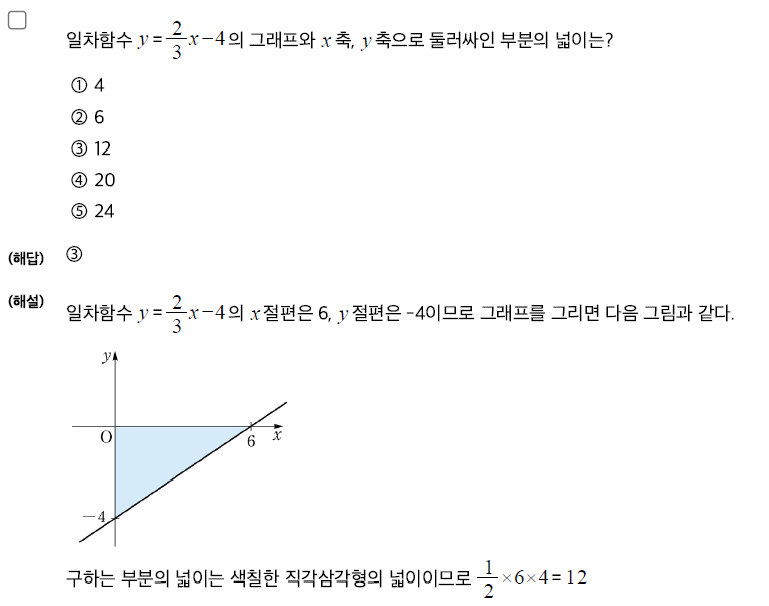 일차함수 y=2/3x-4의 그래프와 x축, y축으로 둘러싸인 부분의 넓이는?
① 4
② 6
③ 12
④ 20
⑤ 24
(해답) ③
(해설) 일차함수 y=2/3x-4의 x절편은 6, y절편은 -4이므로 그래프를 그리면 다음 그림과 같다.
y
O 6 x
-4
구하는 부분의 넓이는 색칠한 직각삼각형의 넓이이므로 1/2×6×4=12